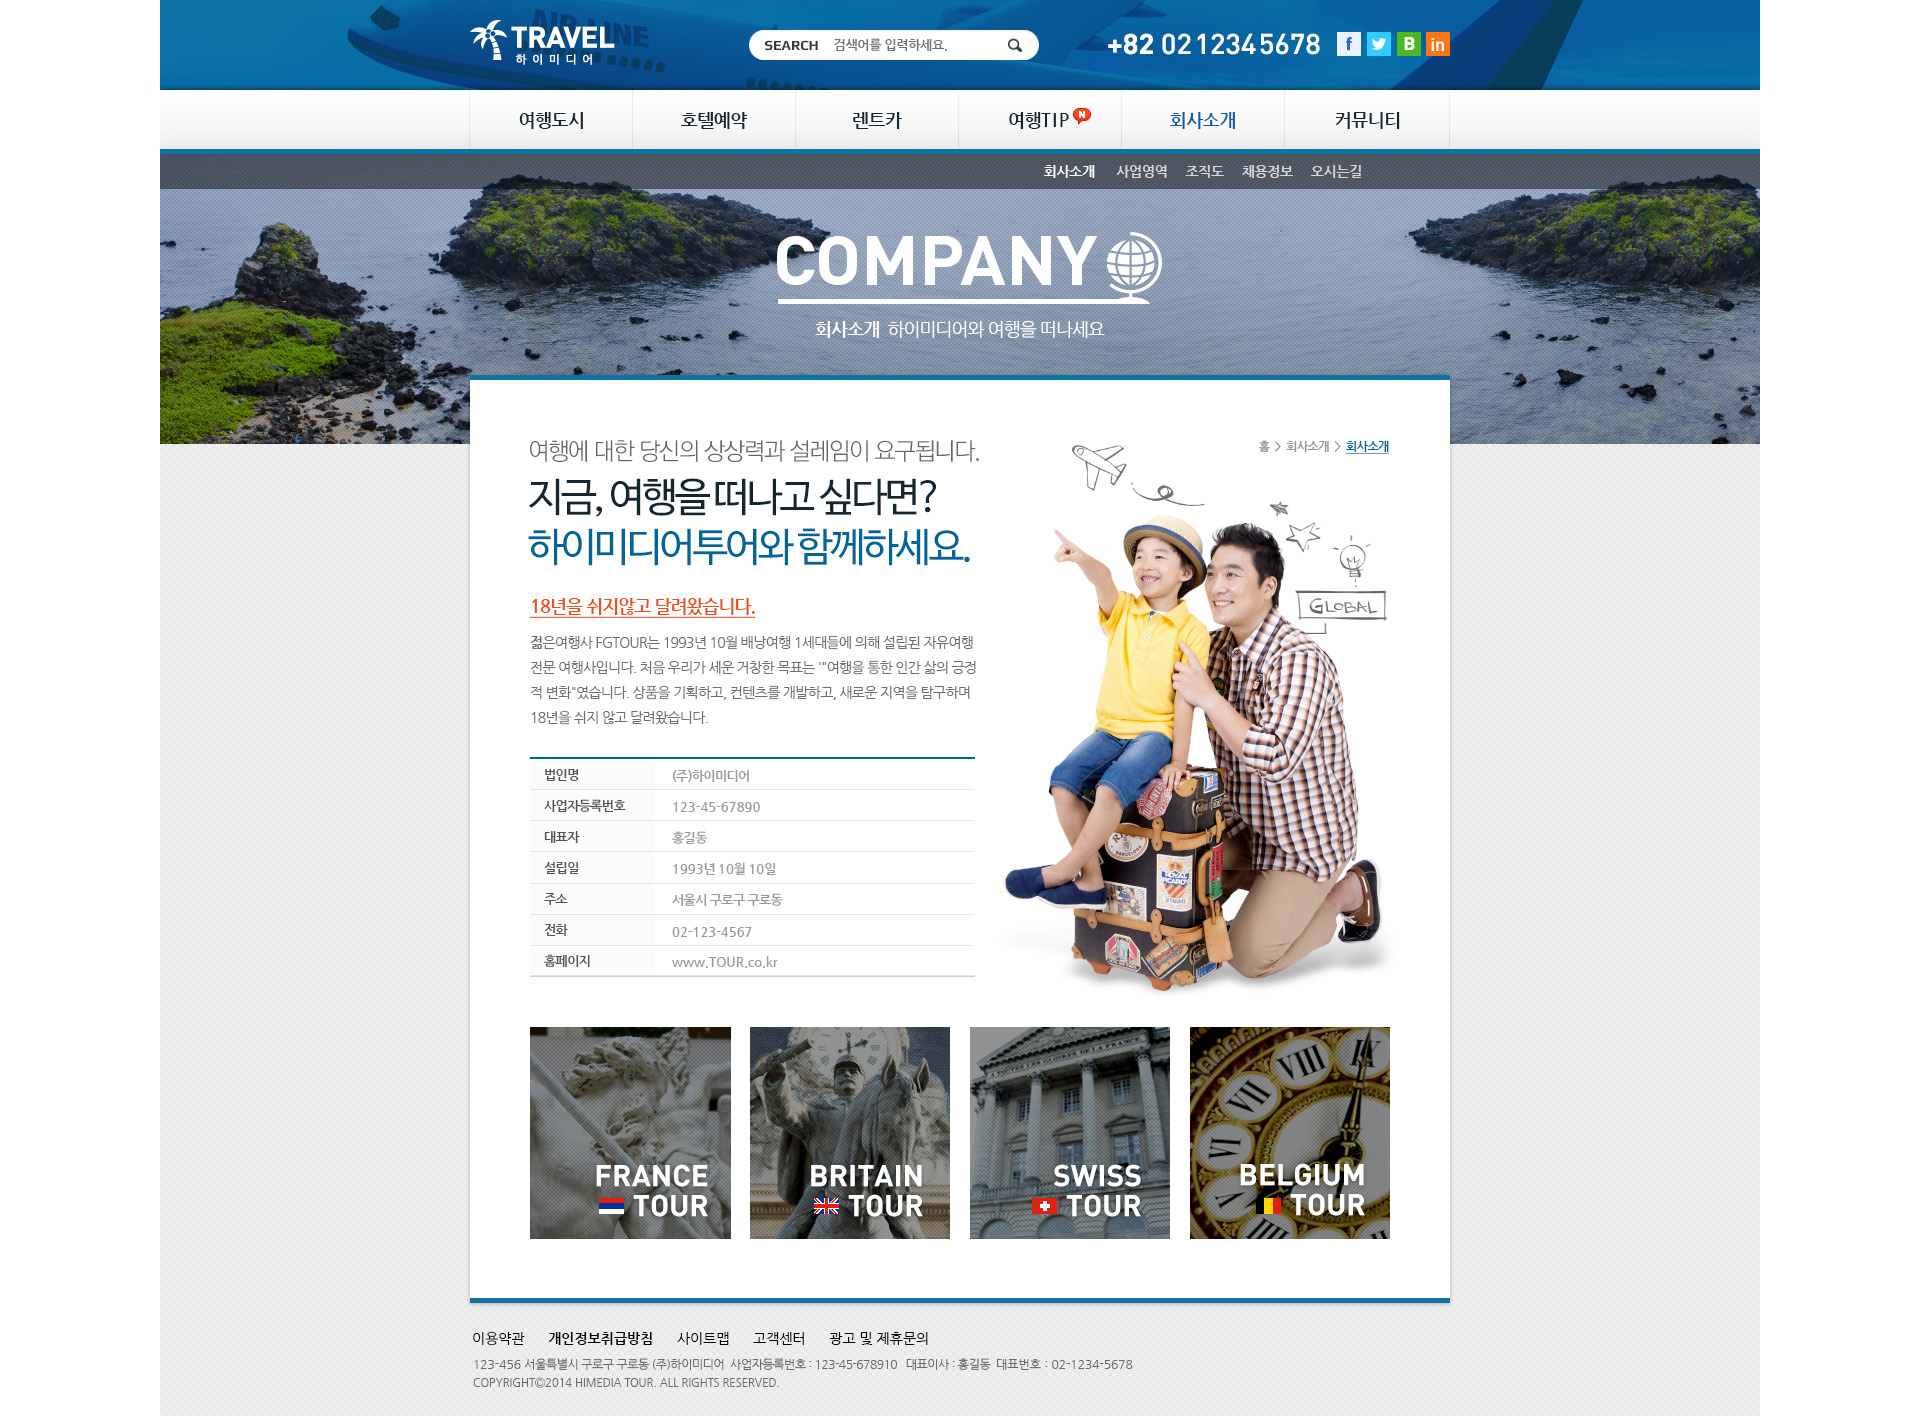 AIR LINE
TRAVEL
하이미디어
SEARCH 검색어를 입력하세요.
+82 02 1234 5678
f B in
여행도시 호텔예약 렌트카 여행TIP N 회사소개 커뮤니티
회사소개 사업영역 조직도 채용정보 오시는길
COMPANY
회사소개 하이미디어와 여행을 떠나세요
홈 > 회사소개 > 회사소개
여행에 대한 당신의 상상력과 설레임이 요구됩니다.
지금, 여행을 떠나고 싶다면?
하이미디어투어와 함께하세요.
GLOBAL
18년을 쉬지않고 달려왔습니다.
젊은여행사 FGTOUR는 1993년 10월 배낭여행 1세대들에 의해 설립된 자유여행
전문 여행사입니다. 처음 우리가 세운 거창한 목표는 '"여행을 통한 인간 삶의 긍정
적 변화"였습니다. 상품을 기획하고, 컨텐츠를 개발하고, 새로운 지역을 탐구하며
18년을 쉬지 않고 달려왔습니다.
법인명 (주)하이미디어
사업자등록번호 123-45-67890
대표자 홍길동
설립일 1993년 10월 10일
주소 서울시 구로구 구로동
전화 02-123-4567
홈페이지 www.TOUR.co.kr
BARCELONA
ROYAL
A TOUTES LES GLOIRES DE LA FRANCE
VI VII VIII IX
FRANCE
TOUR
BRITAIN
TOUR
SWISS
TOUR
BELGIUM
TOUR
이용약관 개인정보취급방침 사이트맵 고객센터 광고 및 제휴문의
123-456 서울특별시 구로구 구로동 (주)하이미디어 사업자등록번호 : 123-45-678910 대표이사 : 홍길동 대표번호 : 02-1234-5678
COPYRIGHT©2014 HIMEDIA TOUR. ALL RIGHTS RESERVED.